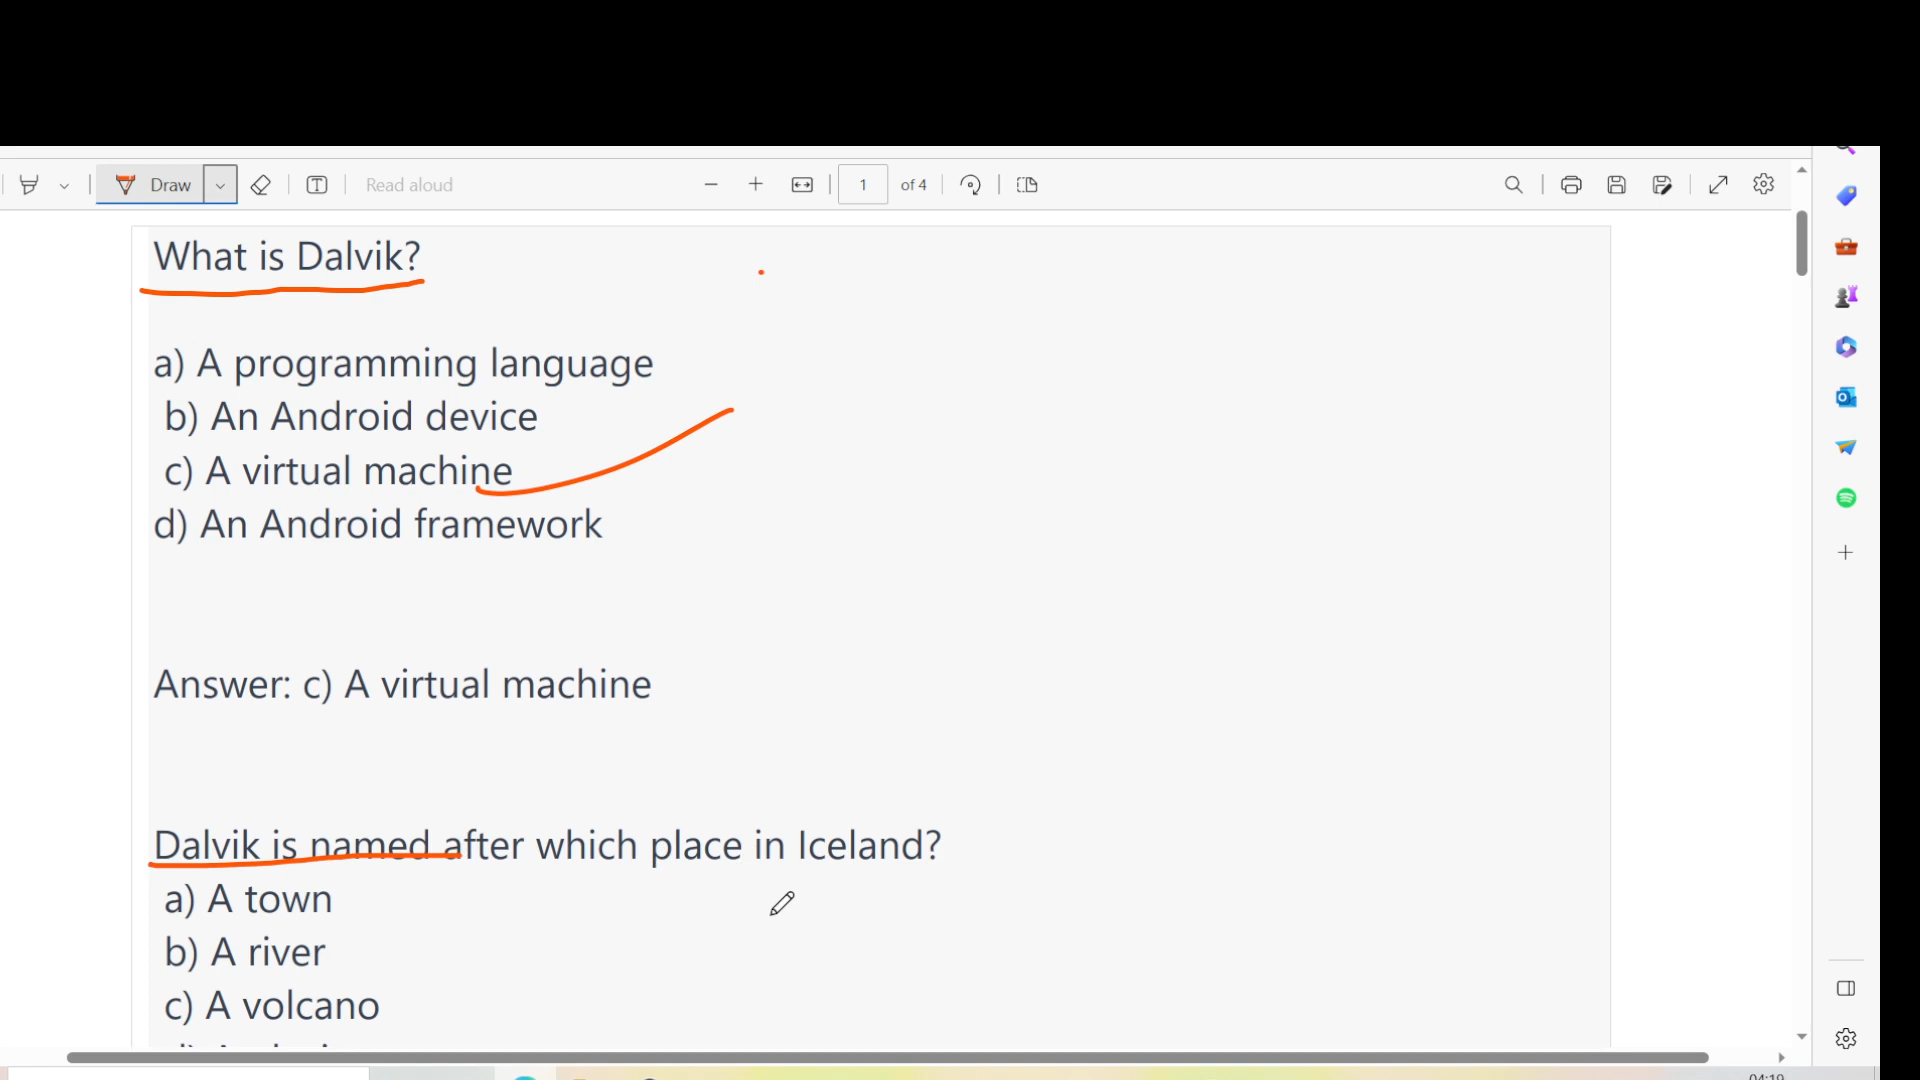 Draw
Read aloud
1 of 4
What is Dalvik?
a) A programming language
b) An Android device
c) A virtual machine
d) An Android framework
Answer: c) A virtual machine
Dalvik is named after which place in Iceland?
a) A town
b) A river
c) A volcano